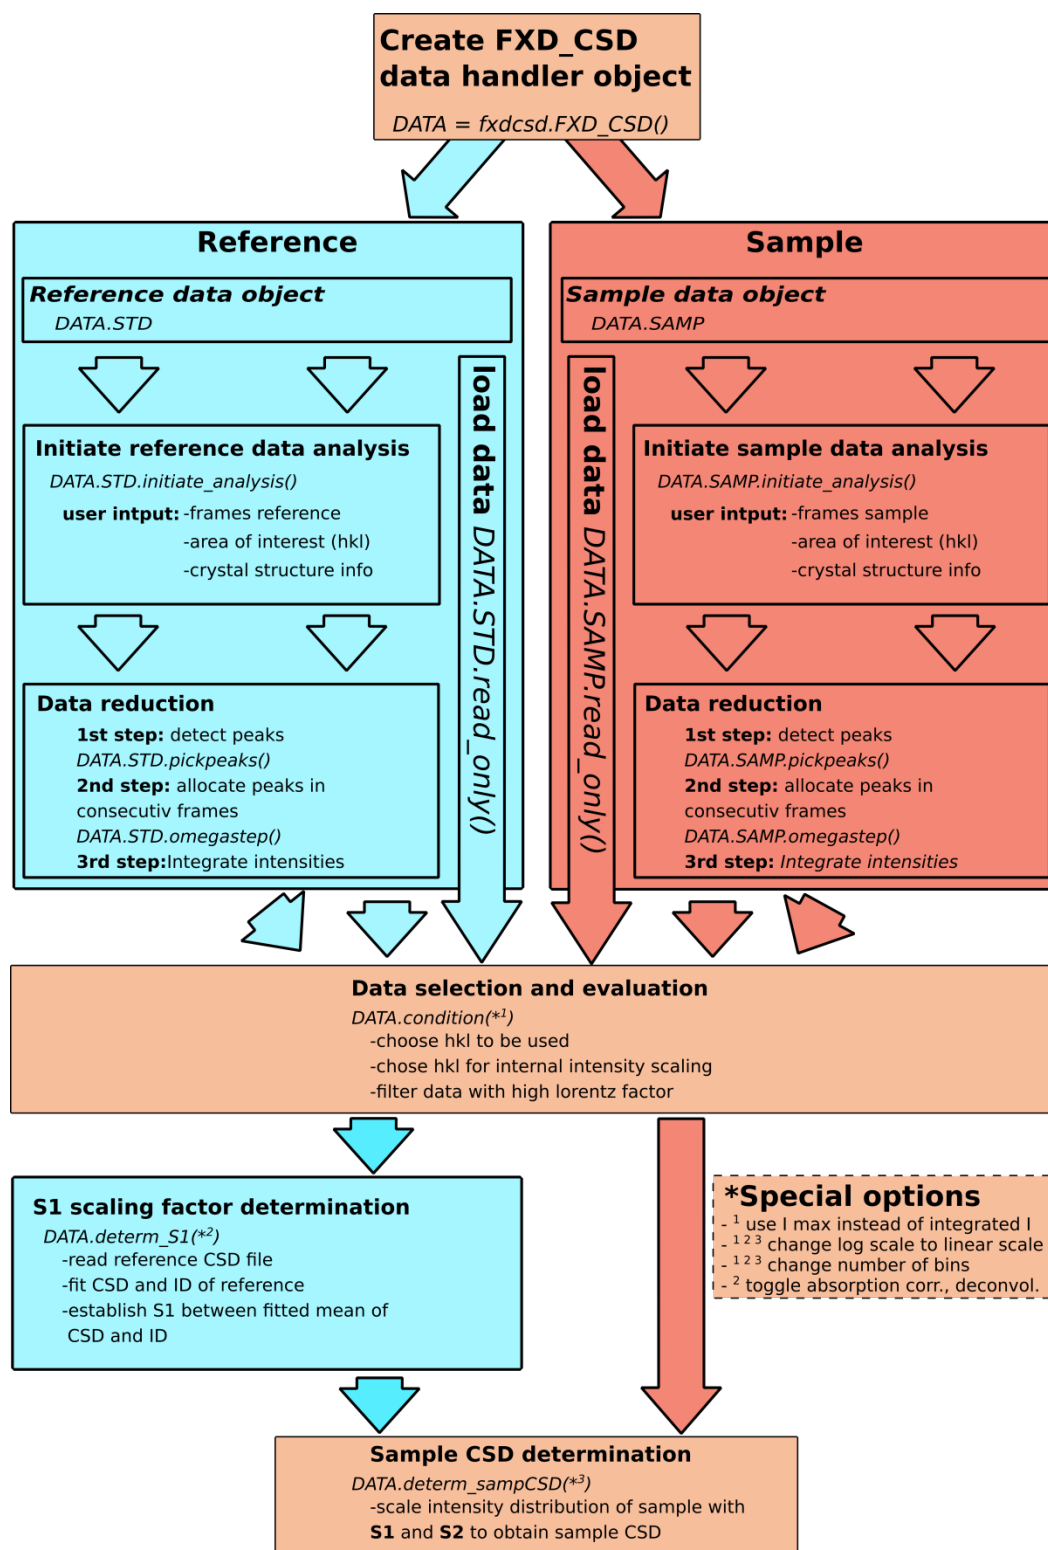 Create FXD_CSD
data handler object
DATA = fxdcsd.FXD_CSD()
Reference
Reference data object
DATA.STD
load data DATA.STD.read_only()
Initiate reference data analysis
DATA.STD.initiate_analysis()
user intput: -frames reference
-area of interest (hkl)
-crystal structure info
Data reduction
1st step: detect peaks
DATA.STD.pickpeaks()
2nd step: allocate peaks in
consecutiv frames
DATA.STD.omegastep()
3rd step:Integrate intensities
Sample
Sample data object
DATA.SAMP
load data DATA.SAMP.read_only()
Initiate sample data analysis
DATA.SAMP.initiate_analysis()
user intput: -frames sample
-area of interest (hkl)
-crystal structure info
Data reduction
1st step: detect peaks
DATA.SAMP.pickpeaks()
2nd step: allocate peaks in
consecutiv frames
DATA.SAMP.omegastep()
3rd step: Integrate intensities
Data selection and evaluation
DATA.condition(*¹)
-choose hkl to be used
-chose hkl for internal intensity scaling
-filter data with high lorentz factor
S1 scaling factor determination
DATA.determ_S1(*²)
-read reference CSD file
-fit CSD and ID of reference
-establish S1 between fitted mean of
CSD and ID
*Special options
- ¹ use I max instead of integrated I
- ¹ ² ³ change log scale to linear scale
- ¹ ² ³ change number of bins
- ² toggle absorption corr., deconvol.
Sample CSD determination
DATA.determ_sampCSD(*³)
-scale intensity distribution of sample with
S1 and S2 to obtain sample CSD